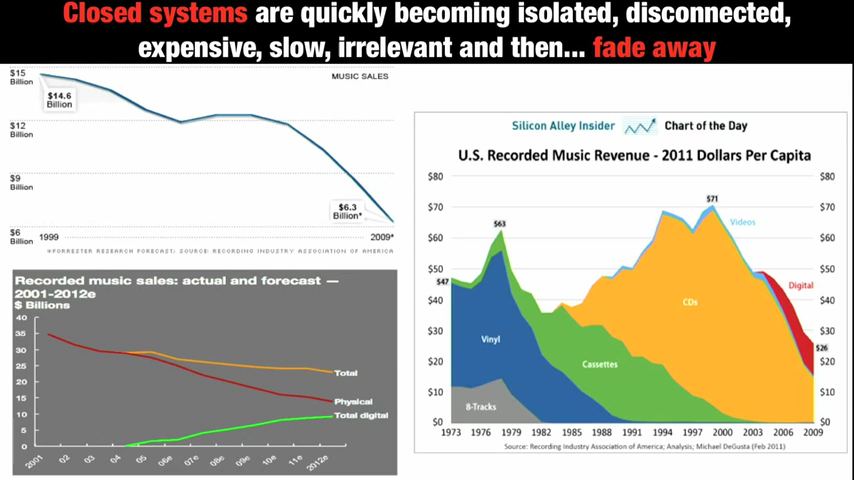 Closed systems are quickly becoming isolated, disconnected,
expensive, slow, irrelevant and then... fade away
$15
Billion
MUSIC SALES
$14.6
Billion
$12
Billion
$9
Billion
$6.3
Billion*
$6
Billion
1999
2009*
*FORRESTER RESEARCH FORECAST; SOURCE: RECORDING INDUSTRY ASSOCIATION OF AMERICA
Recorded music sales: actual and forecast —
2001-2012e
$ Billions
40
35
30
25
20
15
10
5
0
Total
Physical
Total digital
2001 02 03 04 05 06e 07e 08e 09e 10e 11e 2012e
Silicon Alley Insider Chart of the Day
U.S. Recorded Music Revenue - 2011 Dollars Per Capita
$80 $80
$70 $71 $70
Videos
$63
$60 $60
$50 $50
$47
Digital
$40 $40
CDs
$30 $30
Vinyl
$26
$20 Cassettes $20
$10 $10
8-Tracks
$0 $0
1973 1976 1979 1982 1985 1988 1991 1994 1997 2000 2003 2006 2009
Source: Recording Industry Association of America; Analysis; Michael DeGusta (Feb 2011)